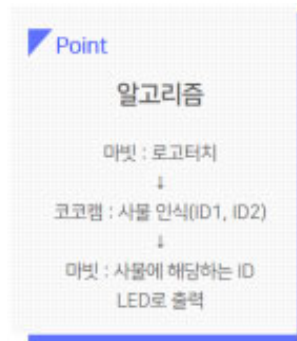 Point
알고리즘
마빗 : 로고터치
↓
코코캠 : 사물 인식(ID1, ID2)
↓
마빗 : 사물에 해당하는 ID
LED로 출력